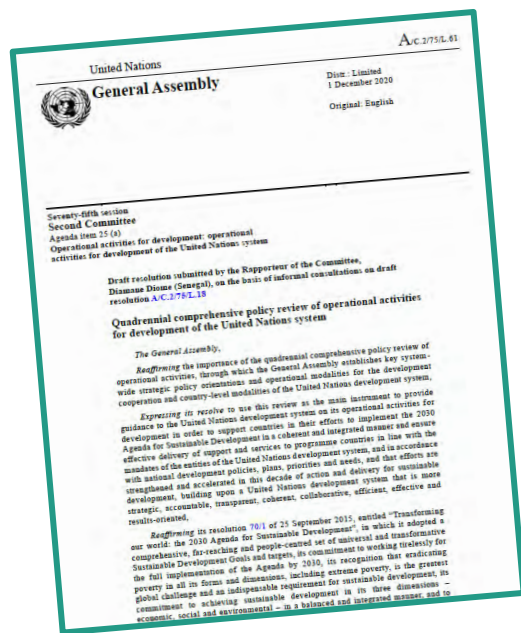 United Nations
A/C.2/75/L.61
General Assembly
Distr.: Limited
1 December 2020
Original: English
Seventy-fifth session
Second Committee
Agenda item 25 (a)
Operational activities for development: operational
activities for development of the United Nations system
Draft resolution submitted by the Rapporteur of the Committee,
Diamane Diome (Senegal), on the basis of informal consultations on draft
resolution A/C.2/75/L.18
Quadrennial comprehensive policy review of operational activities
for development of the United Nations system
The General Assembly,
Reaffirming the importance of the quadrennial comprehensive policy review of
operational activities, through which the General Assembly establishes key system-
wide strategic policy orientations and operational modalities for the development
cooperation and country-level modalities of the United Nations development system,
Expressing its resolve to use this review as the main instrument to provide
guidance to the United Nations development system on its operational activities for
development in order to support countries in their efforts to implement the 2030
Agenda for Sustainable Development in a coherent and integrated manner and ensure
effective delivery of support and services to programme countries in line with the
mandates of the entities of the United Nations development system, and in accordance
with national development policies, plans, priorities and needs, and that efforts are
strengthened and accelerated in this decade of action and delivery for sustainable
development, building upon a United Nations development system that is more
strategic, accountable, transparent, coherent, collaborative, efficient, effective and
results-oriented,
Reaffirming its resolution 70/1 of 25 September 2015, entitled “Transforming
our world: the 2030 Agenda for Sustainable Development”, in which it adopted a
comprehensive, far-reaching and people-centred set of universal and transformative
Sustainable Development Goals and targets, its commitment to working tirelessly for
the full implementation of the Agenda by 2030, its recognition that eradicating
poverty in all its forms and dimensions, including extreme poverty, is the greatest
global challenge and an indispensable requirement for sustainable development, its
commitment to achieving sustainable development in its three dimensions –
economic, social and environmental – in a balanced and integrated manner, and to